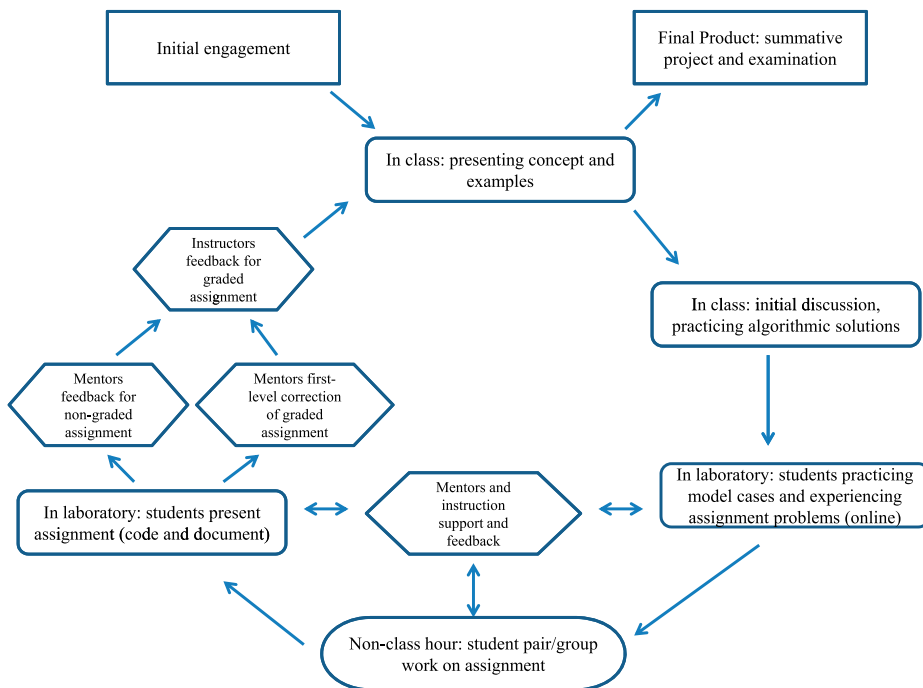 Initial engagement
Final Product: summative
project and examination
In class: presenting concept and
examples
Instructors
feedback for
graded
assignment
In class: initial discussion,
practicing algorithmic solutions
Mentors
feedback for
non-graded
assignment
Mentors first-
level correction
of graded
assignment
In laboratory: students present
assignment (code and document)
Mentors and
instruction
support and
feedback
In laboratory: students practicing
model cases and experiencing
assignment problems (online)
Non-class hour: student pair/group
work on assignment